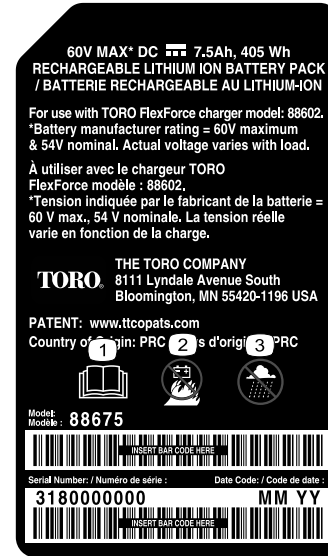 60V MAX* DC 7.5Ah, 405 Wh
RECHARGEABLE LITHIUM ION BATTERY PACK
/ BATTERIE RECHARGEABLE AU LITHIUM-ION
For use with TORO FlexForce charger model: 88602.
*Battery manufacturer rating = 60V maximum
& 54V nominal. Actual voltage varies with load.
À utiliser avec le chargeur TORO
FlexForce modèle : 88602.
*Tension indiquée par le fabricant de la batterie =
60 V max., 54 V nominale. La tension réelle
varie en fonction de la charge.
TORO®
THE TORO COMPANY
8111 Lyndale Avenue South
Bloomington, MN 55420-1196 USA
PATENT: www.ttcopats.com
Country of Origin: PRC d'origine PRC
1 2 3
Model:
Modèle : 88675
INSERT BAR CODE HERE
Serial Number: / Numéro de série : Date Code: / Code de date :
3180000000 MM YY
INSERT BAR CODE HERE